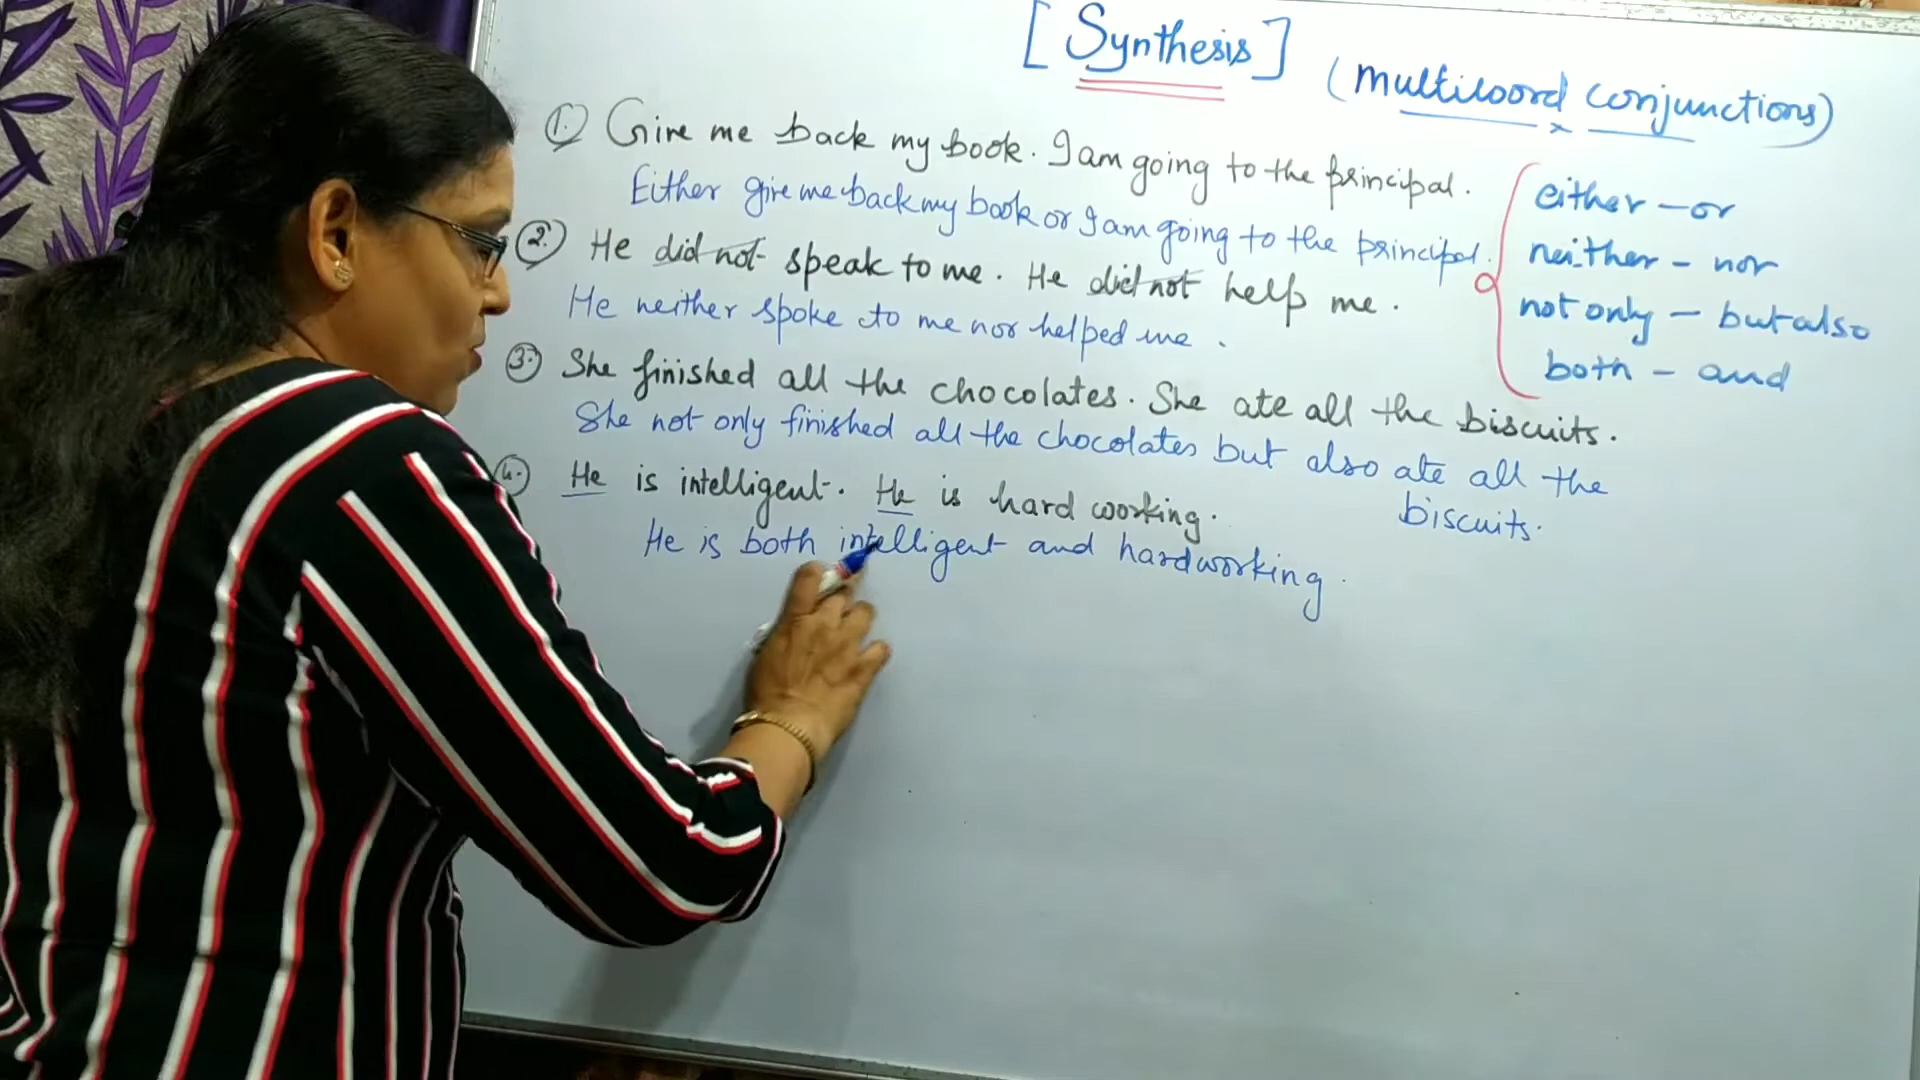 [Synthesis]
(multiword conjunctions)
1. Give me back my book. I am going to the principal.
Either give me back my book or I am going to the principal.
2. He did not speak to me. He did not help me.
He neither spoke to me nor helped me.
3. She finished all the chocolates. She ate all the biscuits.
She not only finished all the chocolates but also ate all the
biscuits.
4. He is intelligent. He is hard working.
He is both intelligent and hardworking.
either - or
neither - nor
not only - but also
both - and